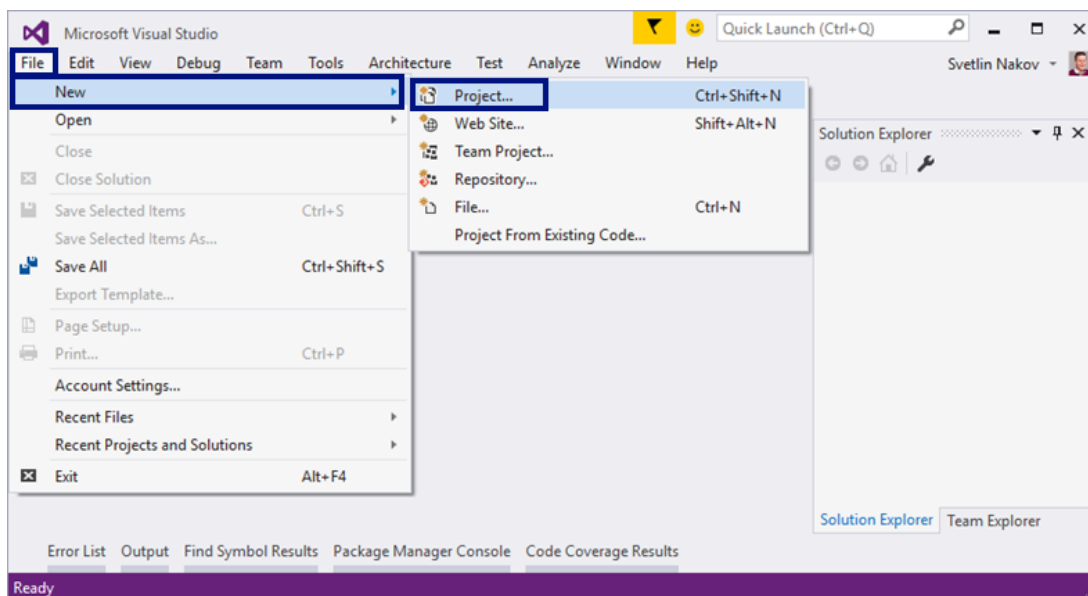 Microsoft Visual Studio
Quick Launch (Ctrl+Q)
File Edit View Debug Team Tools Architecture Test Analyze Window Help
Svetlin Nakov
New
Open
Close
Close Solution
Save Selected Items Ctrl+S
Save Selected Items As...
Save All Ctrl+Shift+S
Export Template...
Page Setup...
Print... Ctrl+P
Account Settings...
Recent Files
Recent Projects and Solutions
Exit Alt+F4
Project... Ctrl+Shift+N
Web Site... Shift+Alt+N
Team Project...
Repository...
File... Ctrl+N
Project From Existing Code...
Solution Explorer
Solution Explorer Team Explorer
Error List Output Find Symbol Results Package Manager Console Code Coverage Results
Ready